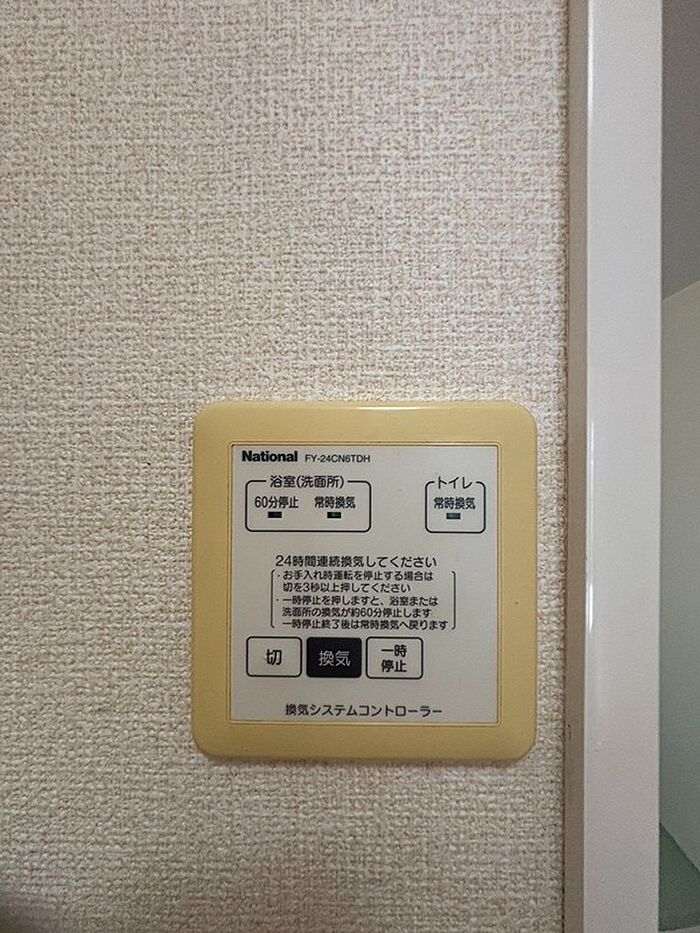 National FY-24CN6TDH
浴室(洗面所)
トイレ
60分停止 常時換気
常時換気
24時間連続換気してください
・お手入れ時運転を停止する場合は
切を3秒以上押してください
・一時停止を押しますと、浴室または
洗面所の換気が約60分停止します
一時停止終了後は常時換気へ戻ります
切
換気
一時
停止
換気システムコントローラー